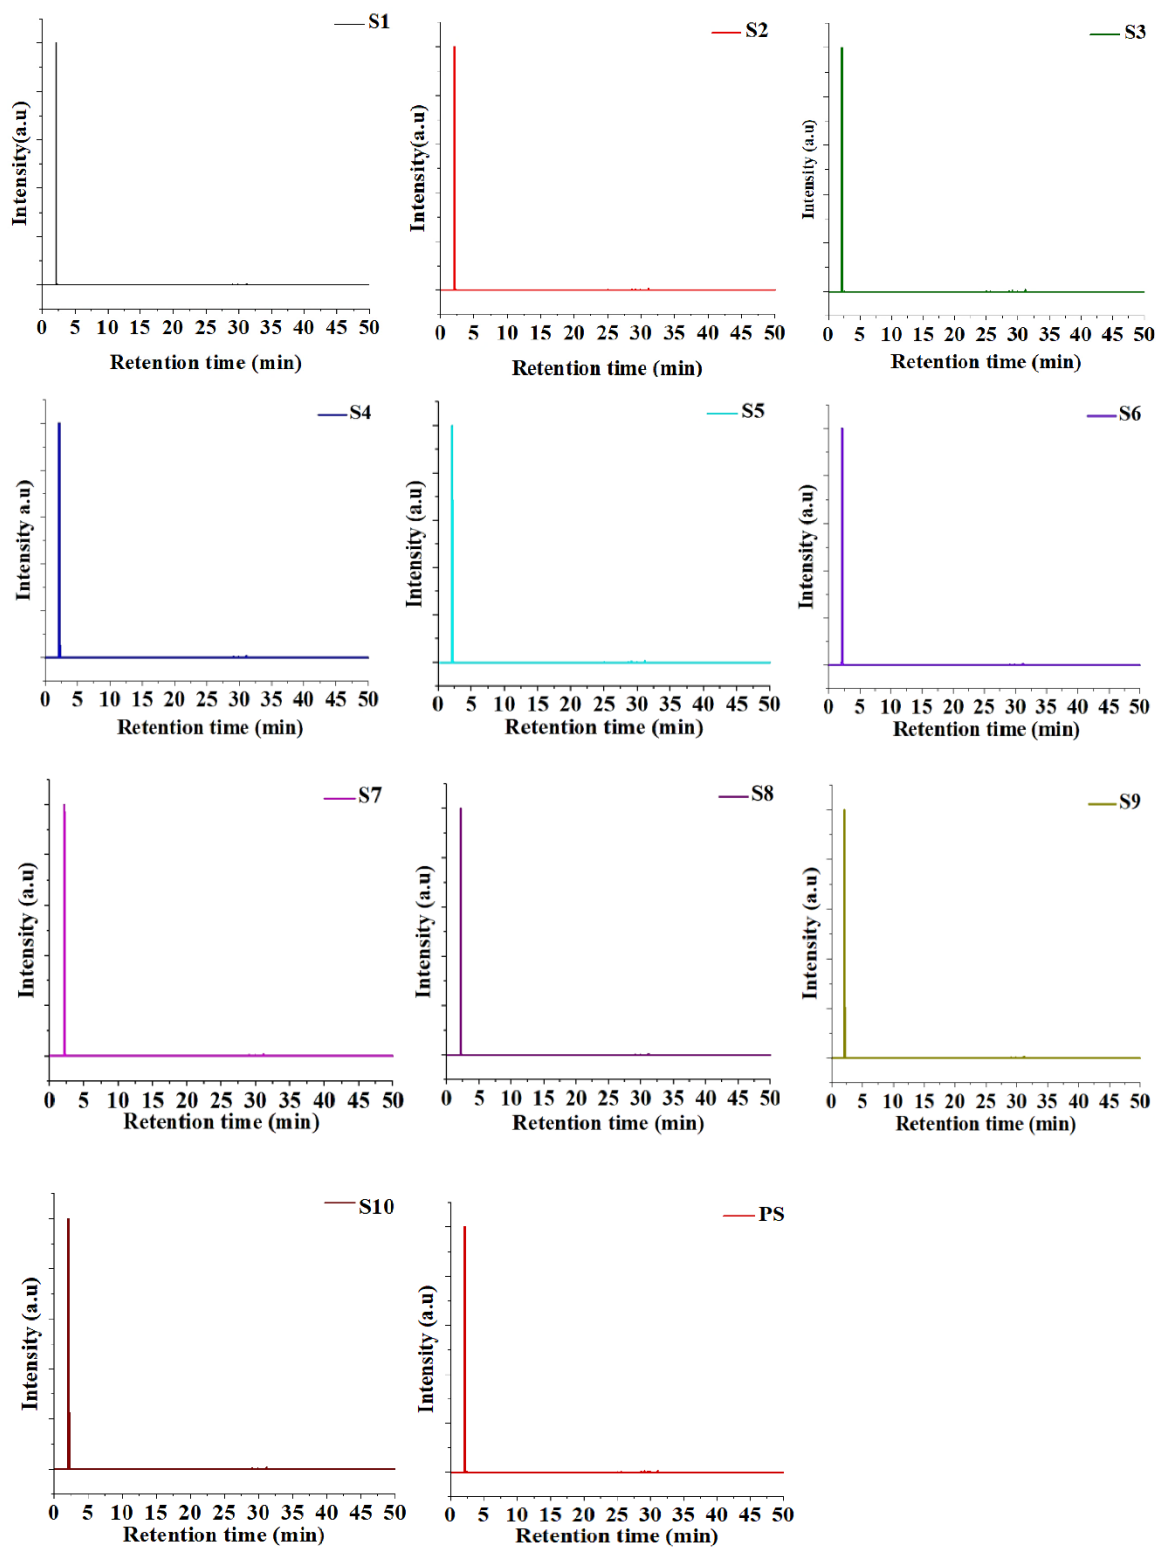 S1
Intensity(a.u)
0 5 10 15 20 25 30 35 40 45 50
Retention time (min)
S2
Intensity(a.u)
0 5 10 15 20 25 30 35 40 45 50
Retention time (min)
S3
Intensity (a.u)
0 5 10 15 20 25 30 35 40 45 50
Retention time (min)
S4
Intensity a.u)
0 5 10 15 20 25 30 35 40 45 50
Retention time (min)
S5
Intensity (a.u)
0 5 10 15 20 25 30 35 40 45 50
Retention time (min)
S6
Intensity (a.u)
0 5 10 15 20 25 30 35 40 45 50
Retention time (min)
S7
Intensity (a.u)
0 5 10 15 20 25 30 35 40 45 50
Retention time (min)
S8
Intensity (a.u)
0 5 10 15 20 25 30 35 40 45 50
Retention time (min)
S9
Intensity (a.u)
0 5 10 15 20 25 30 35 40 45 50
Retention time (min)
S10
Intensity (a.u)
0 5 10 15 20 25 30 35 40 45 50
Retention time (min)
PS
Intensity (a.u)
0 5 10 15 20 25 30 35 40 45 50
Retention time (min)